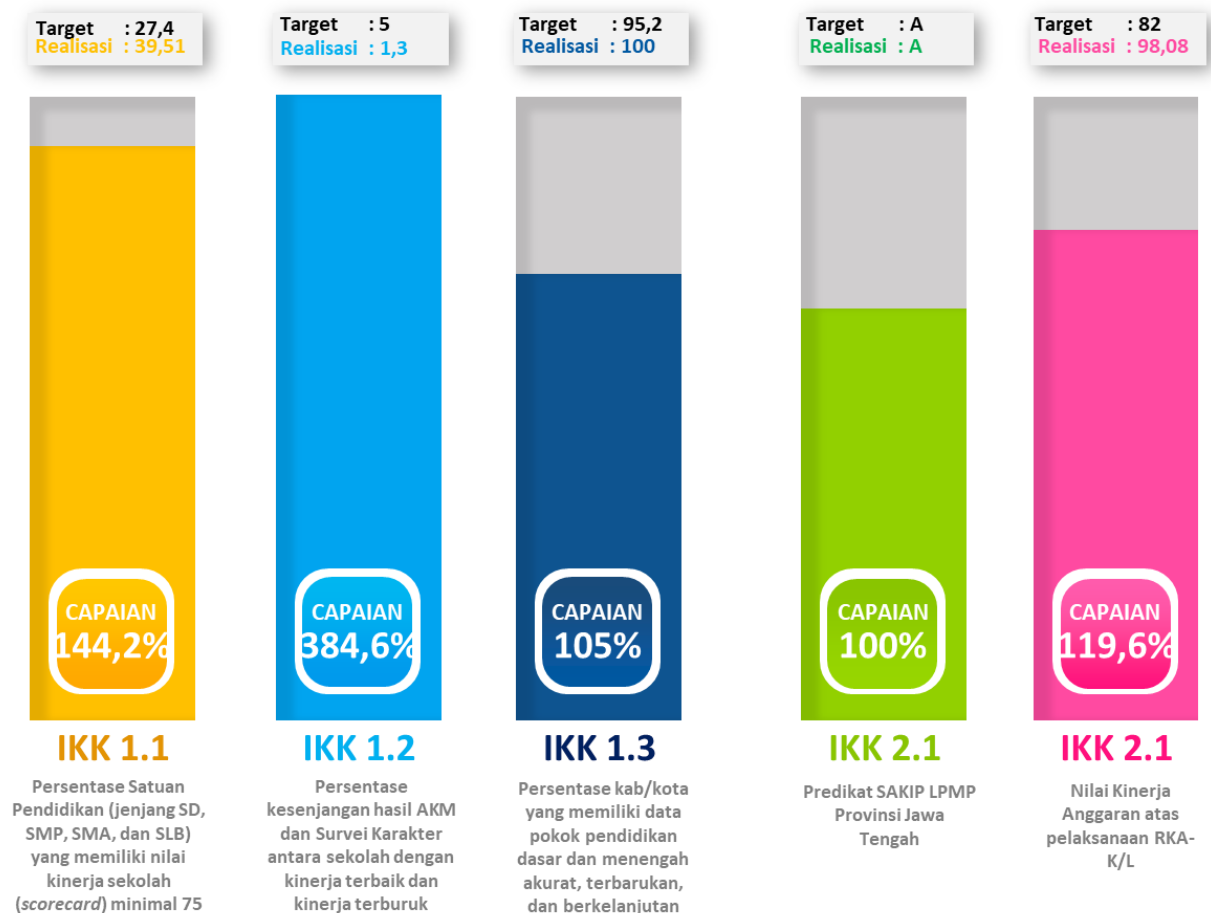 Target : 27,4
Realisasi : 39,51
Target : 5
Realisasi : 1,3
Target : 95,2
Realisasi : 100
Target : A
Realisasi : A
Target : 82
Realisasi : 98,08
CAPAIAN
144,2%
CAPAIAN
384,6%
CAPAIAN
105%
CAPAIAN
100%
CAPAIAN
119,6%
IKK 1.1
Persentase Satuan
Pendidikan (jenjang SD,
SMP, SMA, dan SLB)
yang memiliki nilai
kinerja sekolah
(scorecard) minimal 75
IKK 1.2
Persentase
kesenjangan hasil AKM
dan Survei Karakter
antara sekolah dengan
kinerja terbaik dan
kinerja terburuk
IKK 1.3
Persentase kab/kota
yang memiliki data
pokok pendidikan
dasar dan menengah
akurat, terbarukan,
dan berkelanjutan
IKK 2.1
Predikat SAKIP LPMP
Provinsi Jawa
Tengah
IKK 2.1
Nilai Kinerja
Anggaran atas
pelaksanaan RKA-
K/L